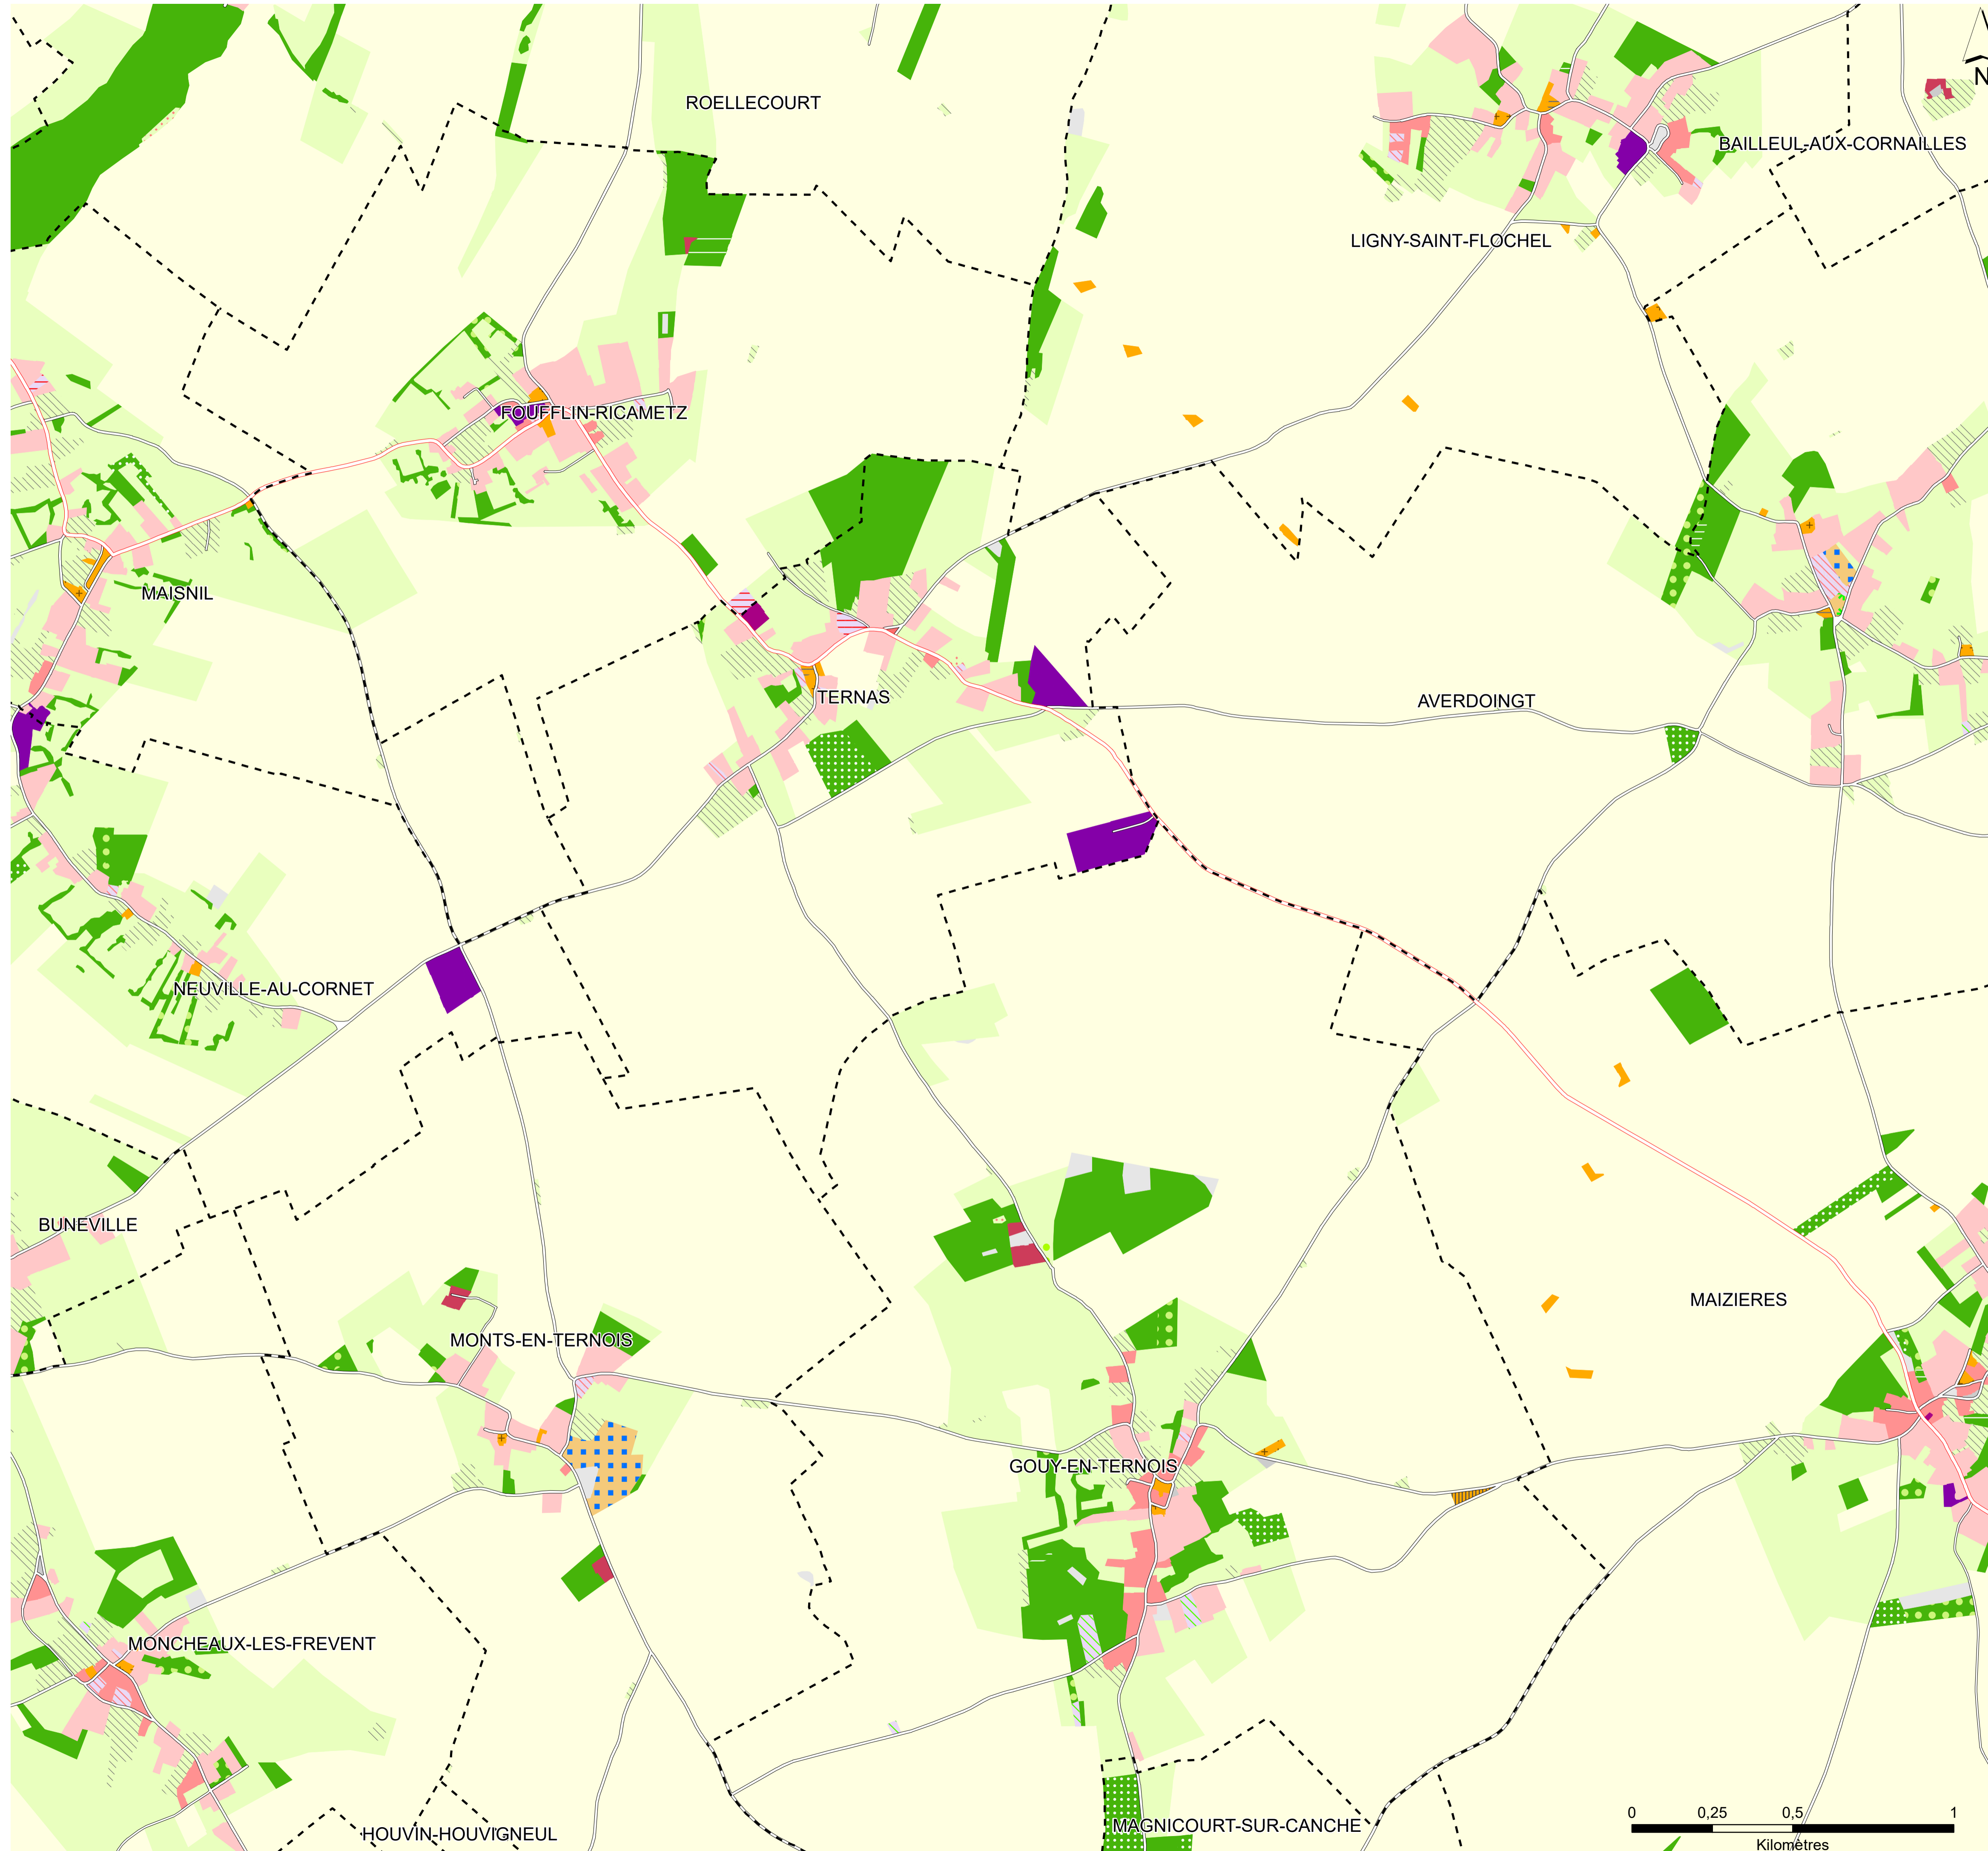 N
ROELLECOURT
BAILLEUL-AUX-CORNAILLES
LIGNY-SAINT-FLOCHEL
FOUFFLIN-RICAMETZ
MAISNIL
TERNAS
AVERDOINGT
NEUVILLE-AU-CORNET
BUNEVILLE
MAIZIERES
MONTS-EN-TERNOIS
GOUY-EN-TERNOIS
MONCHEAUX-LES-FREVENT
HOUVIN-HOUVIGNEUL
MAGNICOURT-SUR-CANCHE
0 0,25 0,5 1
Kilomètres